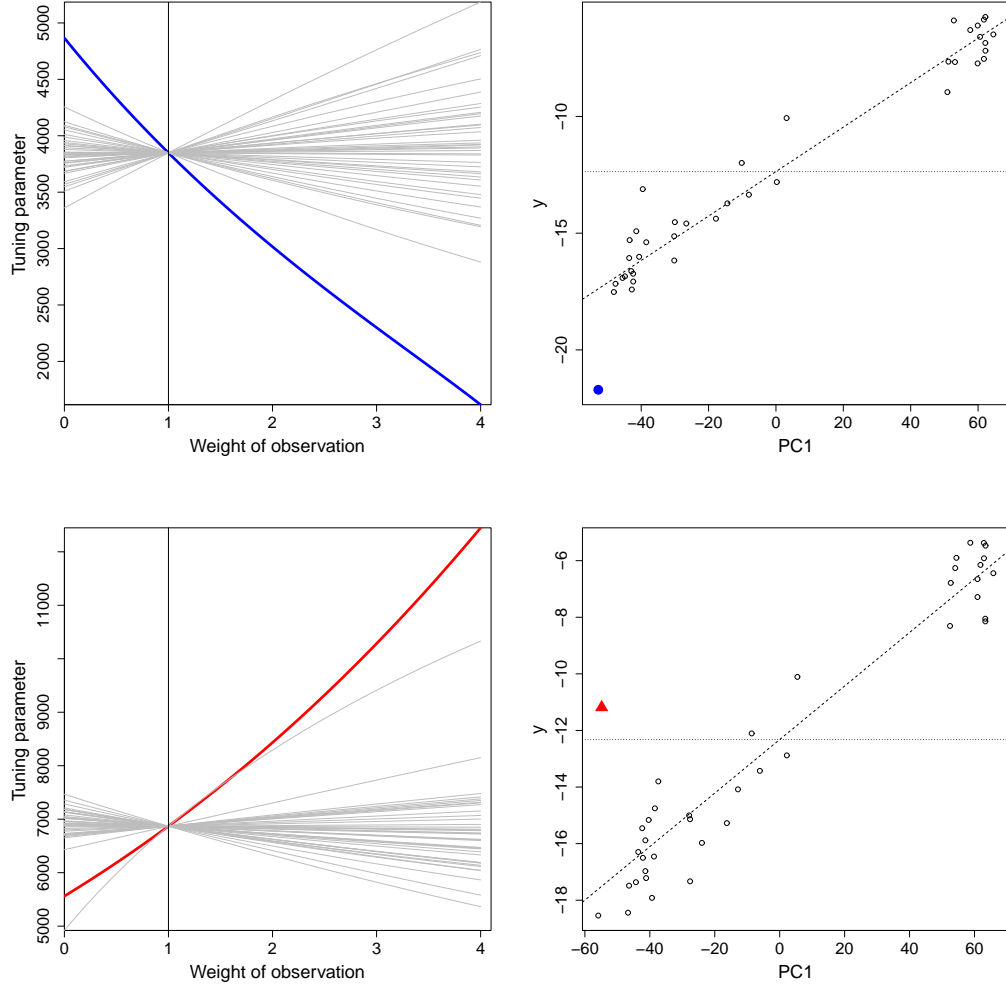 5000
4500
4000
3500
3000
2500
2000
Tuning parameter
0 1 2 3 4
Weight of observation
-10
-15
-20
y
-40 -20 0 20 40 60
PC1
11000
9000
8000
7000
6000
5000
Tuning parameter
0 1 2 3 4
Weight of observation
-6
-8
-10
-12
-14
-16
-18
y
-60 -40 -20 0 20 40 60
PC1